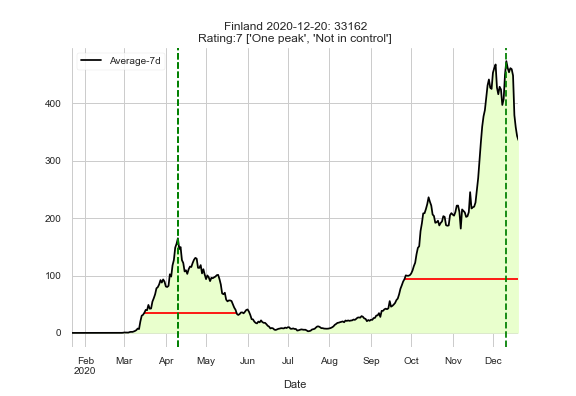 Finland 2020-12-20: 33162
Rating:7 ['One peak', 'Not in control']
Average-7d
400
300
200
100
0
Feb Mar Apr May Jun Jul Aug Sep Oct Nov Dec
2020
Date